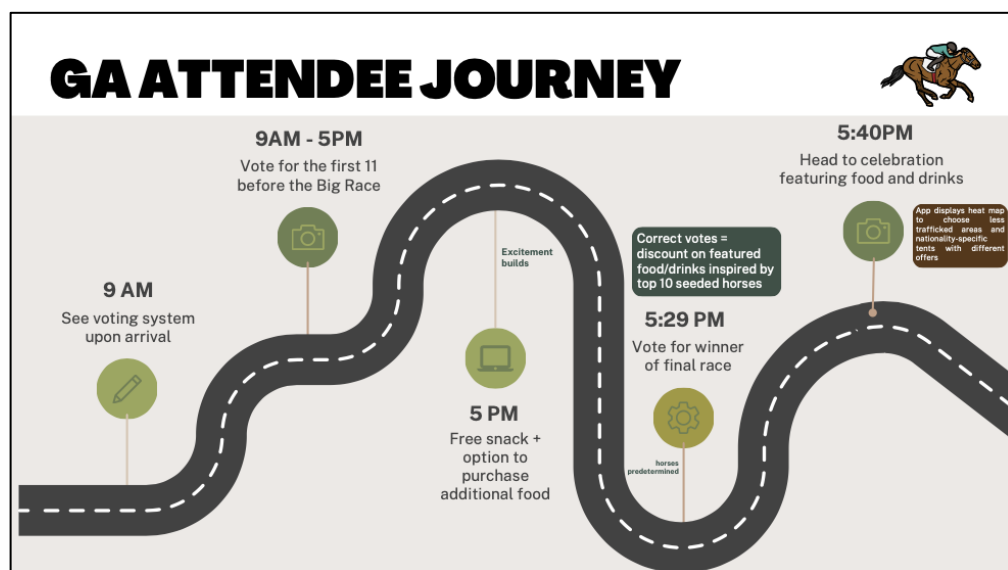 GA ATTENDEE JOURNEY
9 AM
See voting system
upon arrival
9AM - 5PM
Vote for the first 11
before the Big Race
Excitement
builds
5 PM
Free snack +
option to
purchase
additional food
Correct votes =
discount on featured
food/drinks inspired by
top 10 seeded horses
5:29 PM
Vote for winner
of final race
horses
predetermined
5:40PM
Head to celebration
featuring food and drinks
App displays heat map
to choose less
trafficked areas and
nationality-specific
tents with different
offers